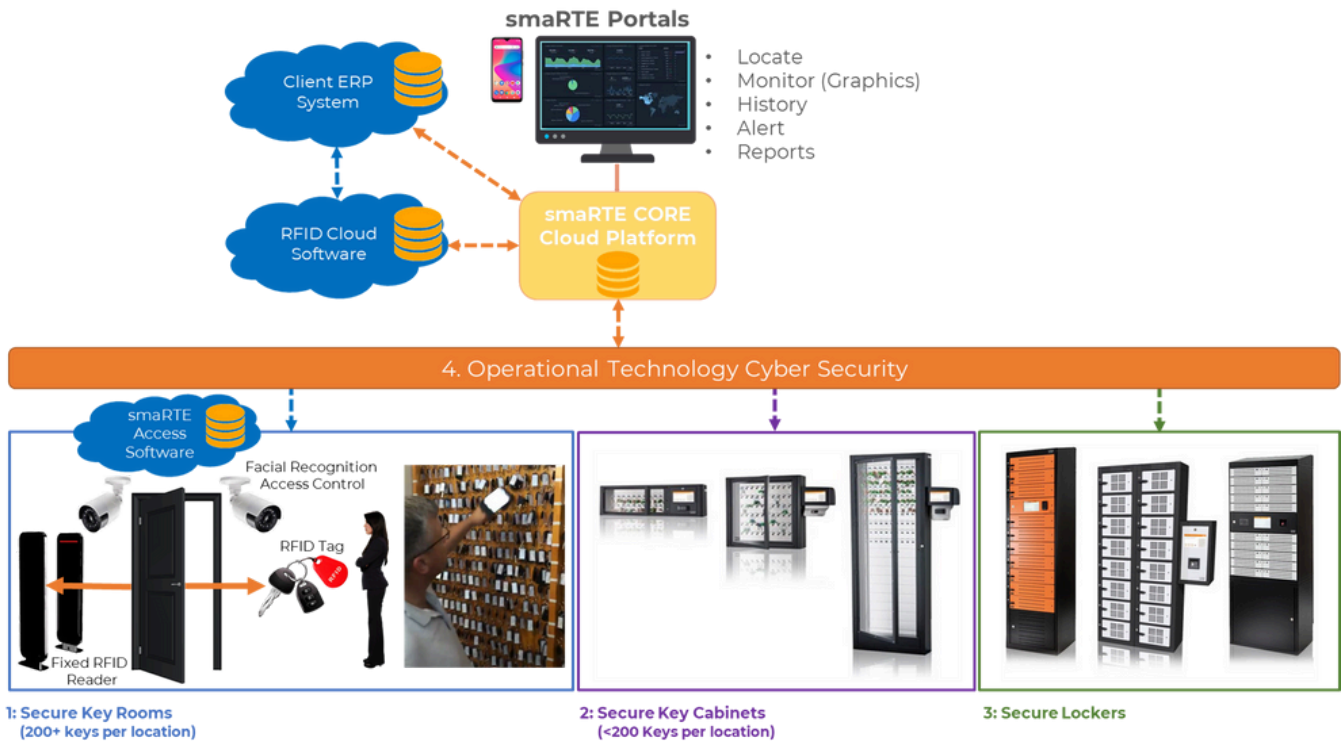 smaRTE Portals
Client ERP
System
• Locate
• Monitor (Graphics)
• History
• Alert
• Reports
RFID Cloud
Software
smaRTE CORE
Cloud Platform
4. Operational Technology Cyber Security
smaRTE
Access
Software
Facial Recognition
Access Control
RFID Tag
RFID
Fixed RFID
Reader
1: Secure Key Rooms
(200+ keys per location)
2: Secure Key Cabinets
(<200 Keys per location)
3: Secure Lockers